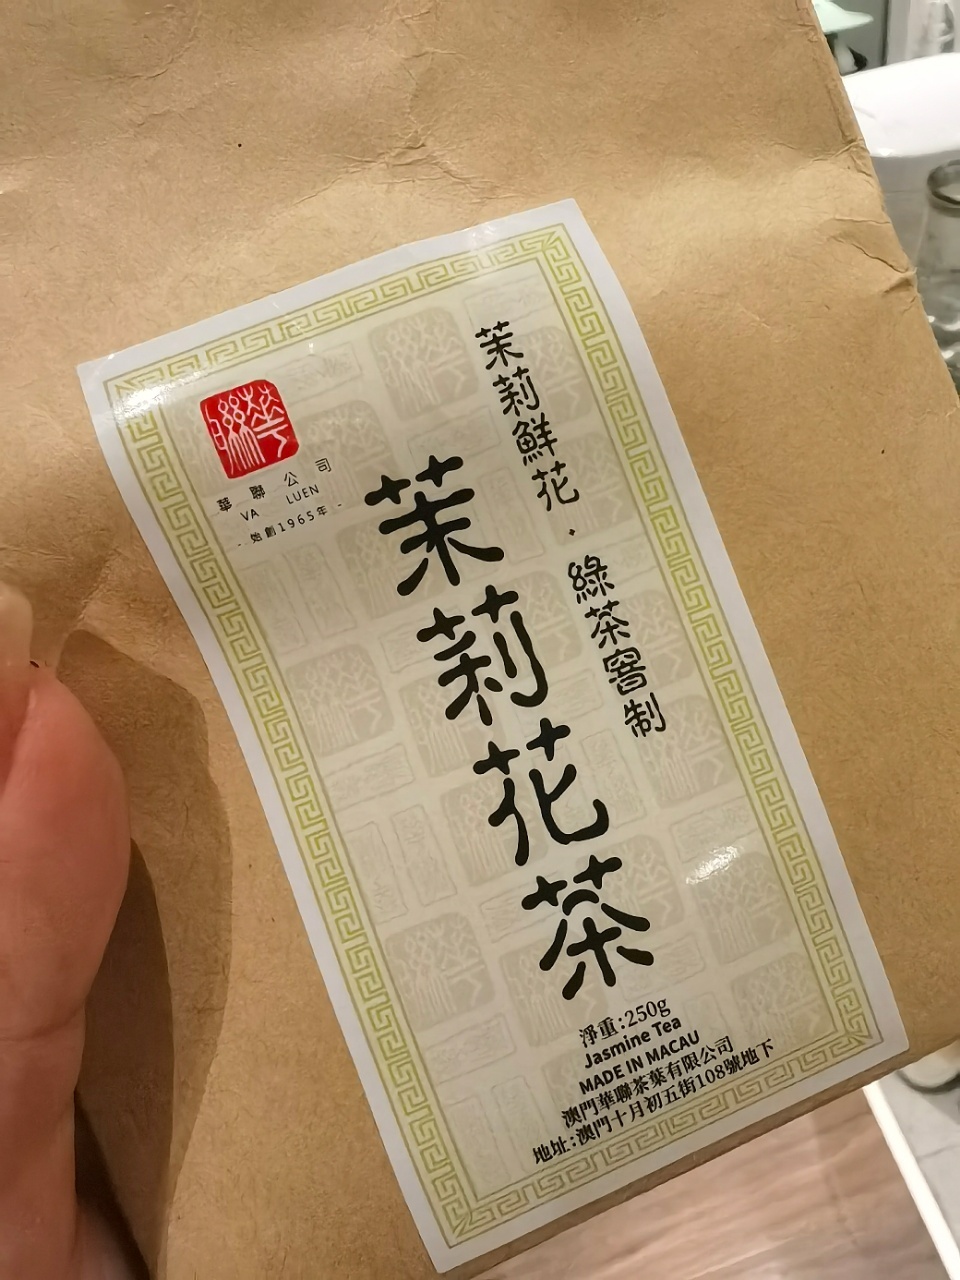 茉莉鮮花·綠茶窨制
華聯
華聯公司
VA LUEN
- 始創1965年 -
茉莉花茶
淨重:250g
Jasmine Tea
MADE IN MACAU
澳門華聯茶葉有限公司
地址:澳門十月初五街108號地下